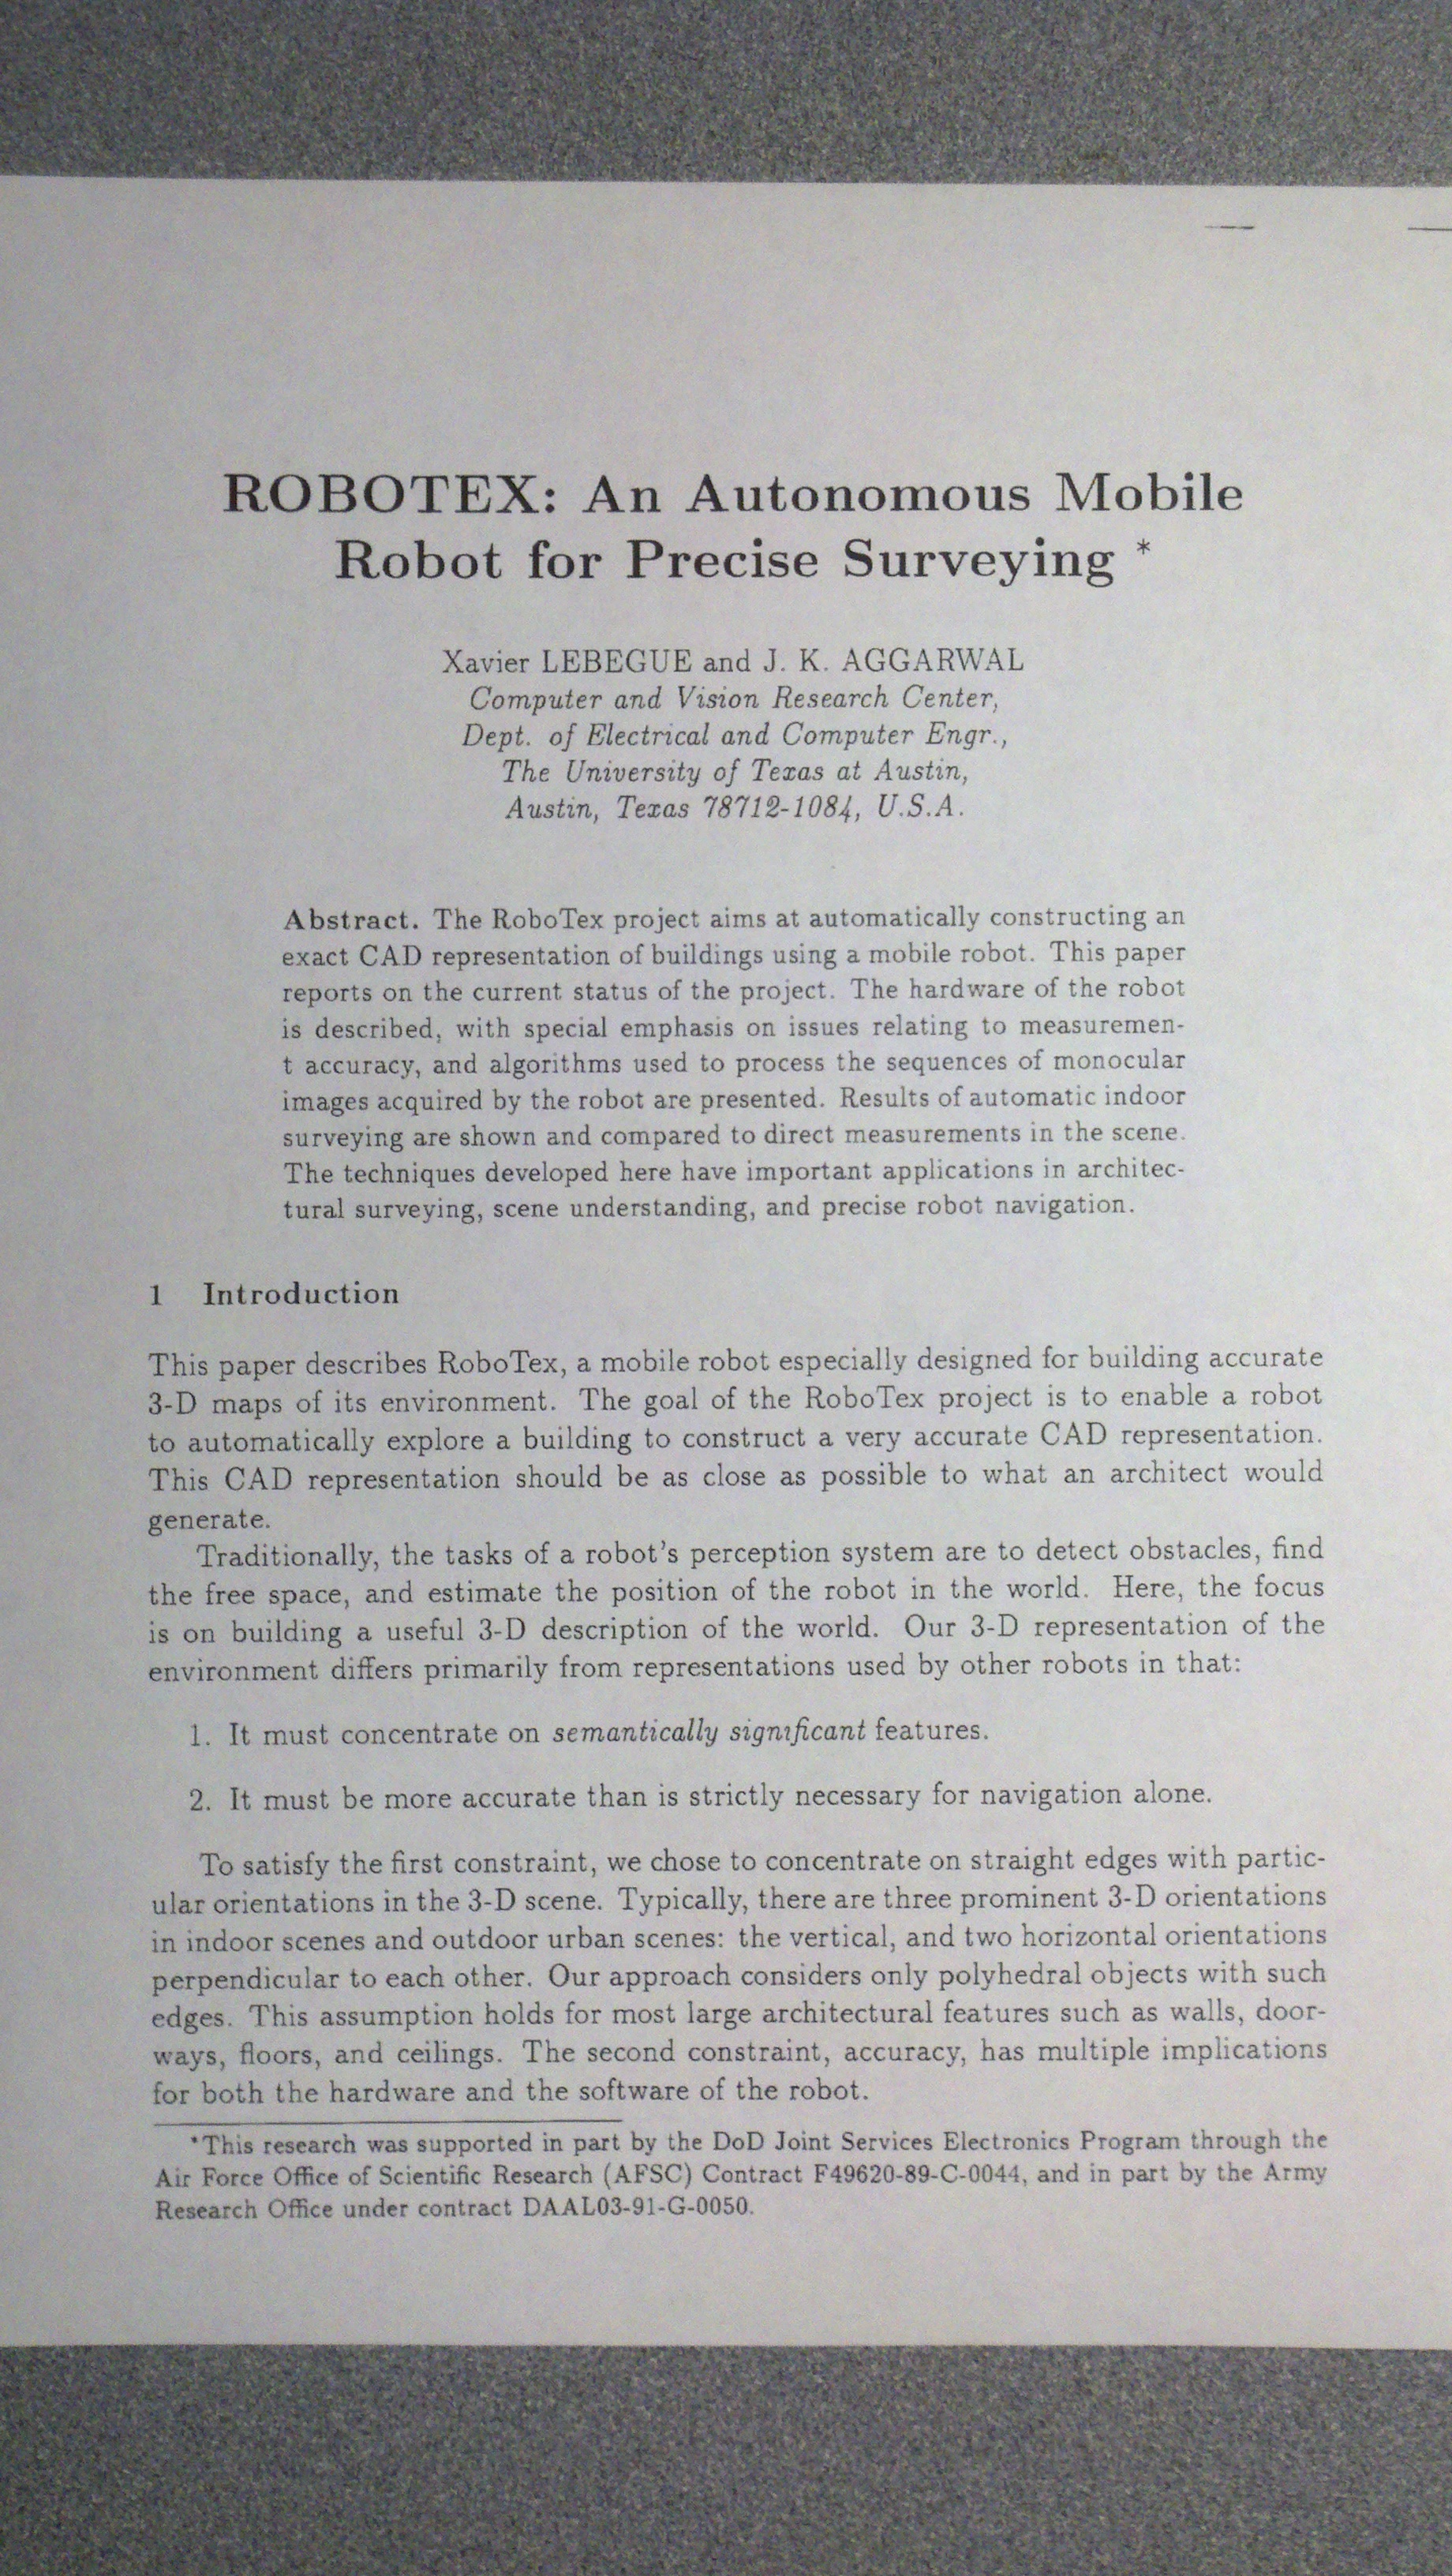 ROBOTEX: An Autonomous Mobile
Robot for Precise Surveying *
Xavier LEBEGUE and J. K. AGGARWAL
Computer and Vision Research Center,
Dept. of Electrical and Computer Engr.,
The University of Texas at Austin,
Austin, Texas 78712-1084, U.S.A.
Abstract. The RoboTex project aims at automatically constructing an
exact CAD representation of buildings using a mobile robot. This paper
reports on the current status of the project. The hardware of the robot
is described, with special emphasis on issues relating to measuremen-
t accuracy, and algorithms used to process the sequences of monocular
images acquired by the robot are presented. Results of automatic indoor
surveying are shown and compared to direct measurements in the scene.
The techniques developed here have important applications in architec-
tural surveying, scene understanding, and precise robot navigation.
1 Introduction
This paper describes RoboTex, a mobile robot especially designed for building accurate
3-D maps of its environment. The goal of the RoboTex project is to enable a robot
to automatically explore a building to construct a very accurate CAD representation.
This CAD representation should be as close as possible to what an architect would
generate.
Traditionally, the tasks of a robot's perception system are to detect obstacles, find
the free space, and estimate the position of the robot in the world. Here, the focus
is on building a useful 3-D description of the world. Our 3-D representation of the
environment differs primarily from representations used by other robots in that:
1. It must concentrate on semantically significant features.
2. It must be more accurate than is strictly necessary for navigation alone.
To satisfy the first constraint, we chose to concentrate on straight edges with partic-
ular orientations in the 3-D scene. Typically, there are three prominent 3-D orientations
in indoor scenes and outdoor urban scenes: the vertical, and two horizontal orientations
perpendicular to each other. Our approach considers only polyhedral objects with such
edges. This assumption holds for most large architectural features such as walls, door-
ways, floors, and ceilings. The second constraint, accuracy, has multiple implications
for both the hardware and the software of the robot.
*This research was supported in part by the DoD Joint Services Electronics Program through the
Air Force Office of Scientific Research (AFSC) Contract F49620-89-C-0044, and in part by the Army
Research Office under contract DAAL03-91-G-0050.